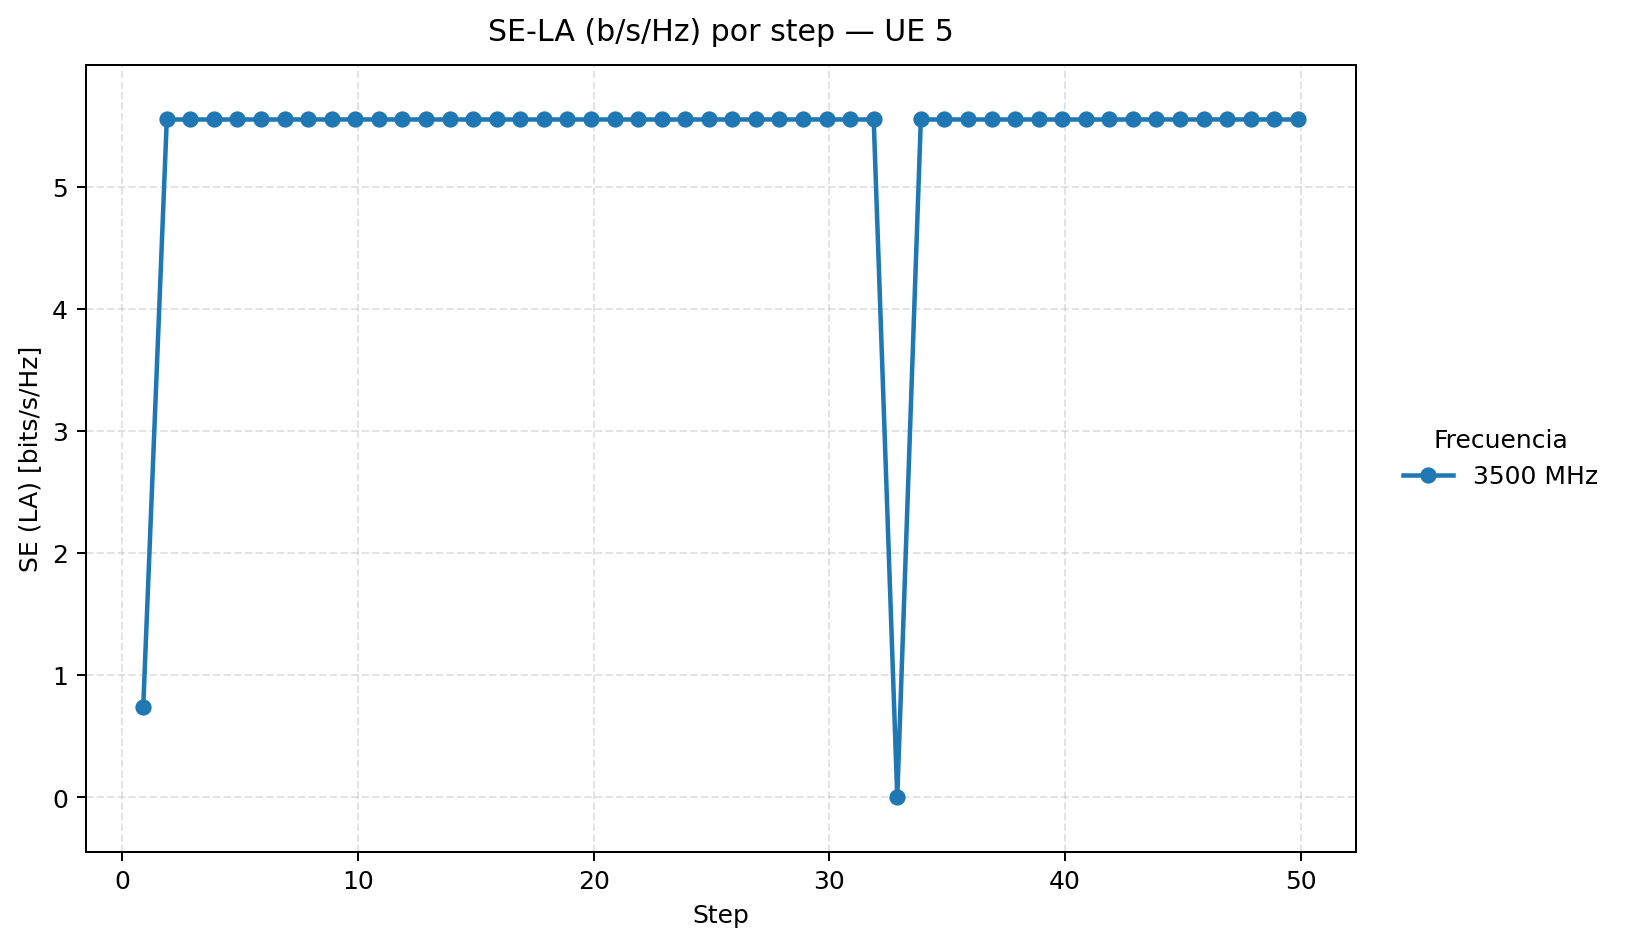 SE-LA (b/s/Hz) por step — UE 5
SE (LA) [bits/s/Hz]
5
4
3
2
1
0
0 10 20 30 40 50
Step
Frecuencia
3500 MHz